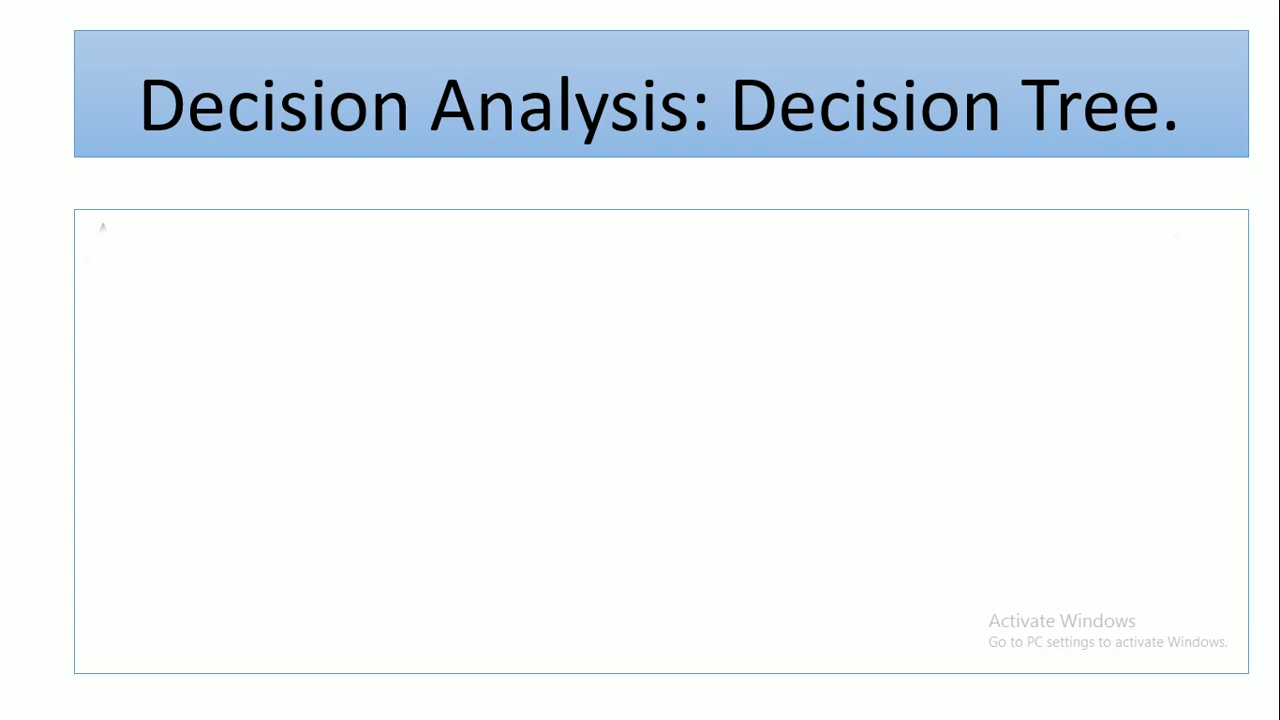 Decision Analysis: Decision Tree.
Activate Windows
Go to PC settings to activate Windows.